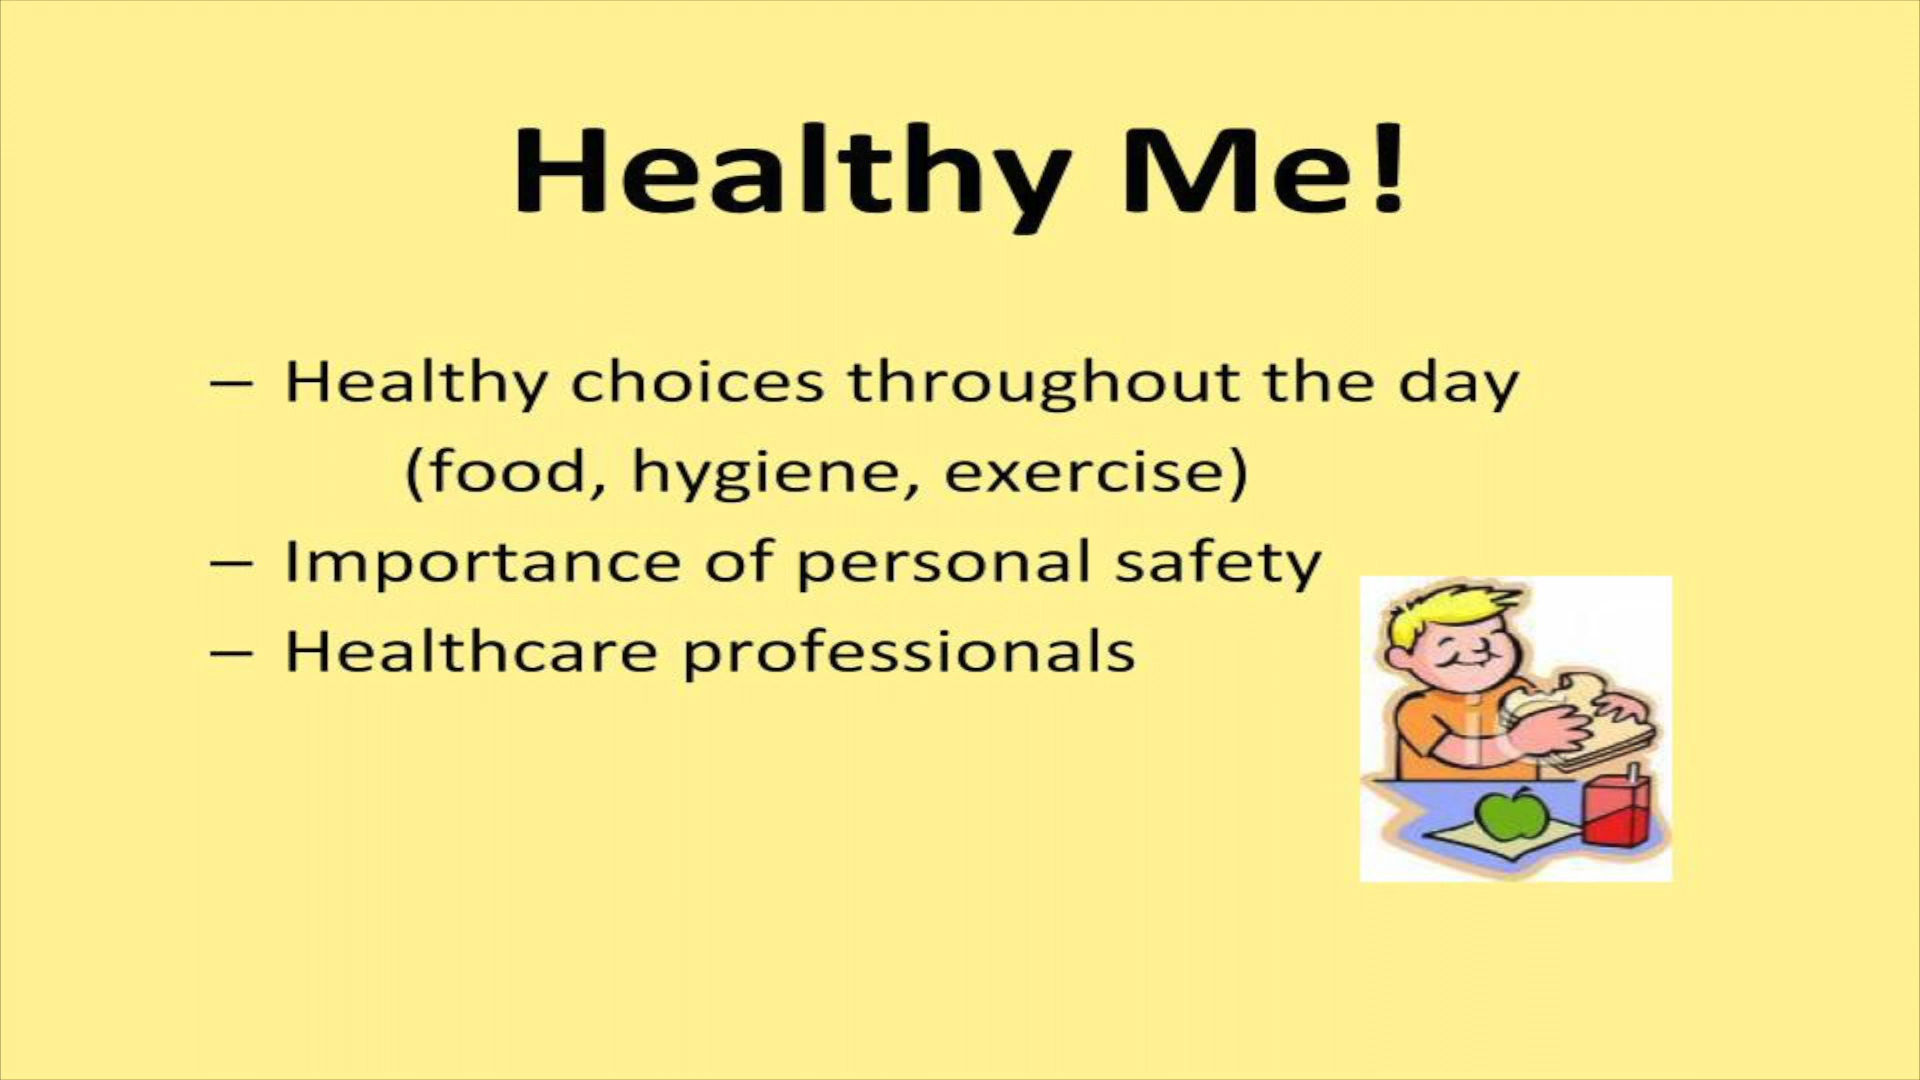 Healthy Me!
– Healthy choices throughout the day
(food, hygiene, exercise)
– Importance of personal safety
– Healthcare professionals